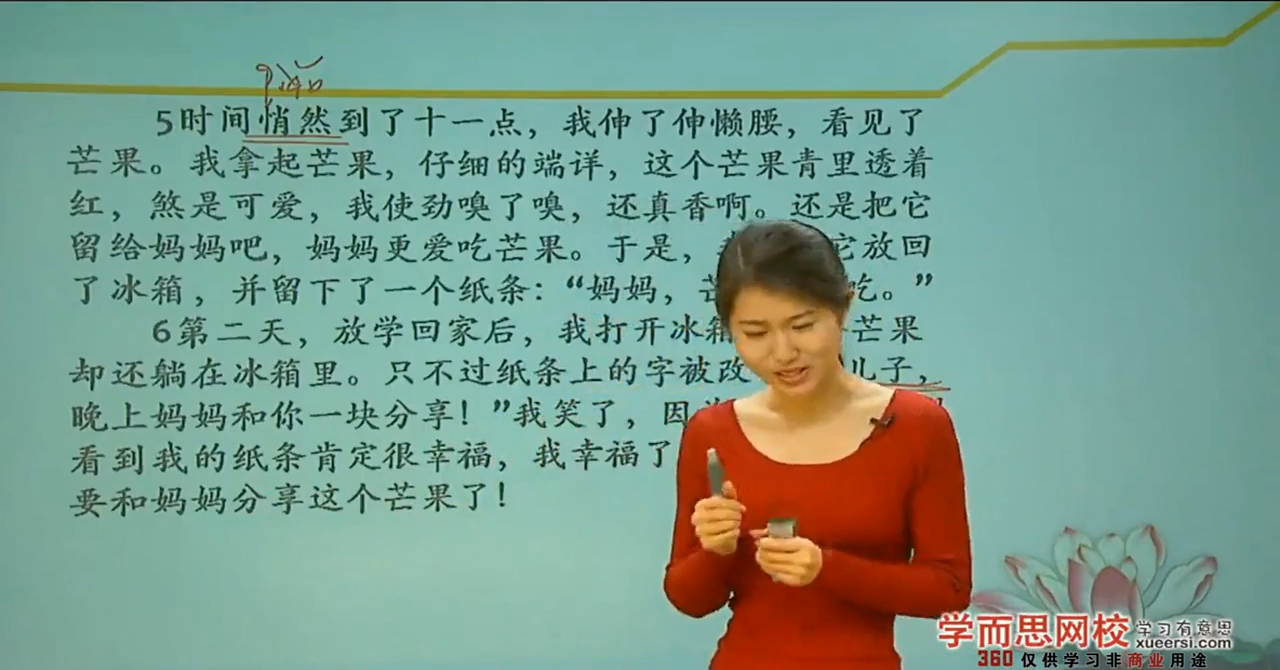 5时间悄然到了十一点，我伸了伸懒腰，看见了
芒果。我拿起芒果，仔细的端详，这个芒果青里透着
红，煞是可爱，我使劲嗅了嗅，还真香啊。还是把它
留给妈妈吧，妈妈更爱吃芒果。于是，它放回
了冰箱，并留下了一个纸条：“妈妈，吃。”
6第二天，放学回家后，我打开冰箱芒果
却还躺在冰箱里。只不过纸条上的字被改儿子，
晚上妈妈和你一块分享！”我笑了，因
看到我的纸条肯定很幸福，我幸福了
要和妈妈分享这个芒果了！
学而思网校 学习有意思
xueersi.com
360 仅供学习非商业用途